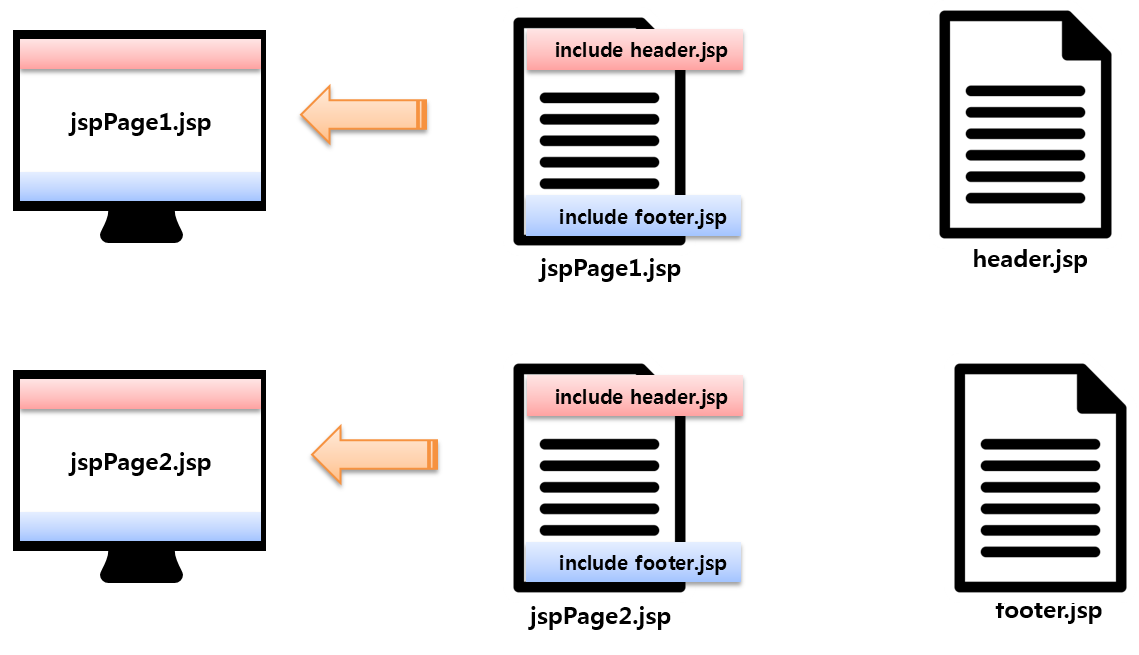 include header.jsp
jspPage1.jsp
include footer.jsp
jspPage1.jsp
header.jsp
include header.jsp
jspPage2.jsp
include footer.jsp
jspPage2.jsp
footer.jsp